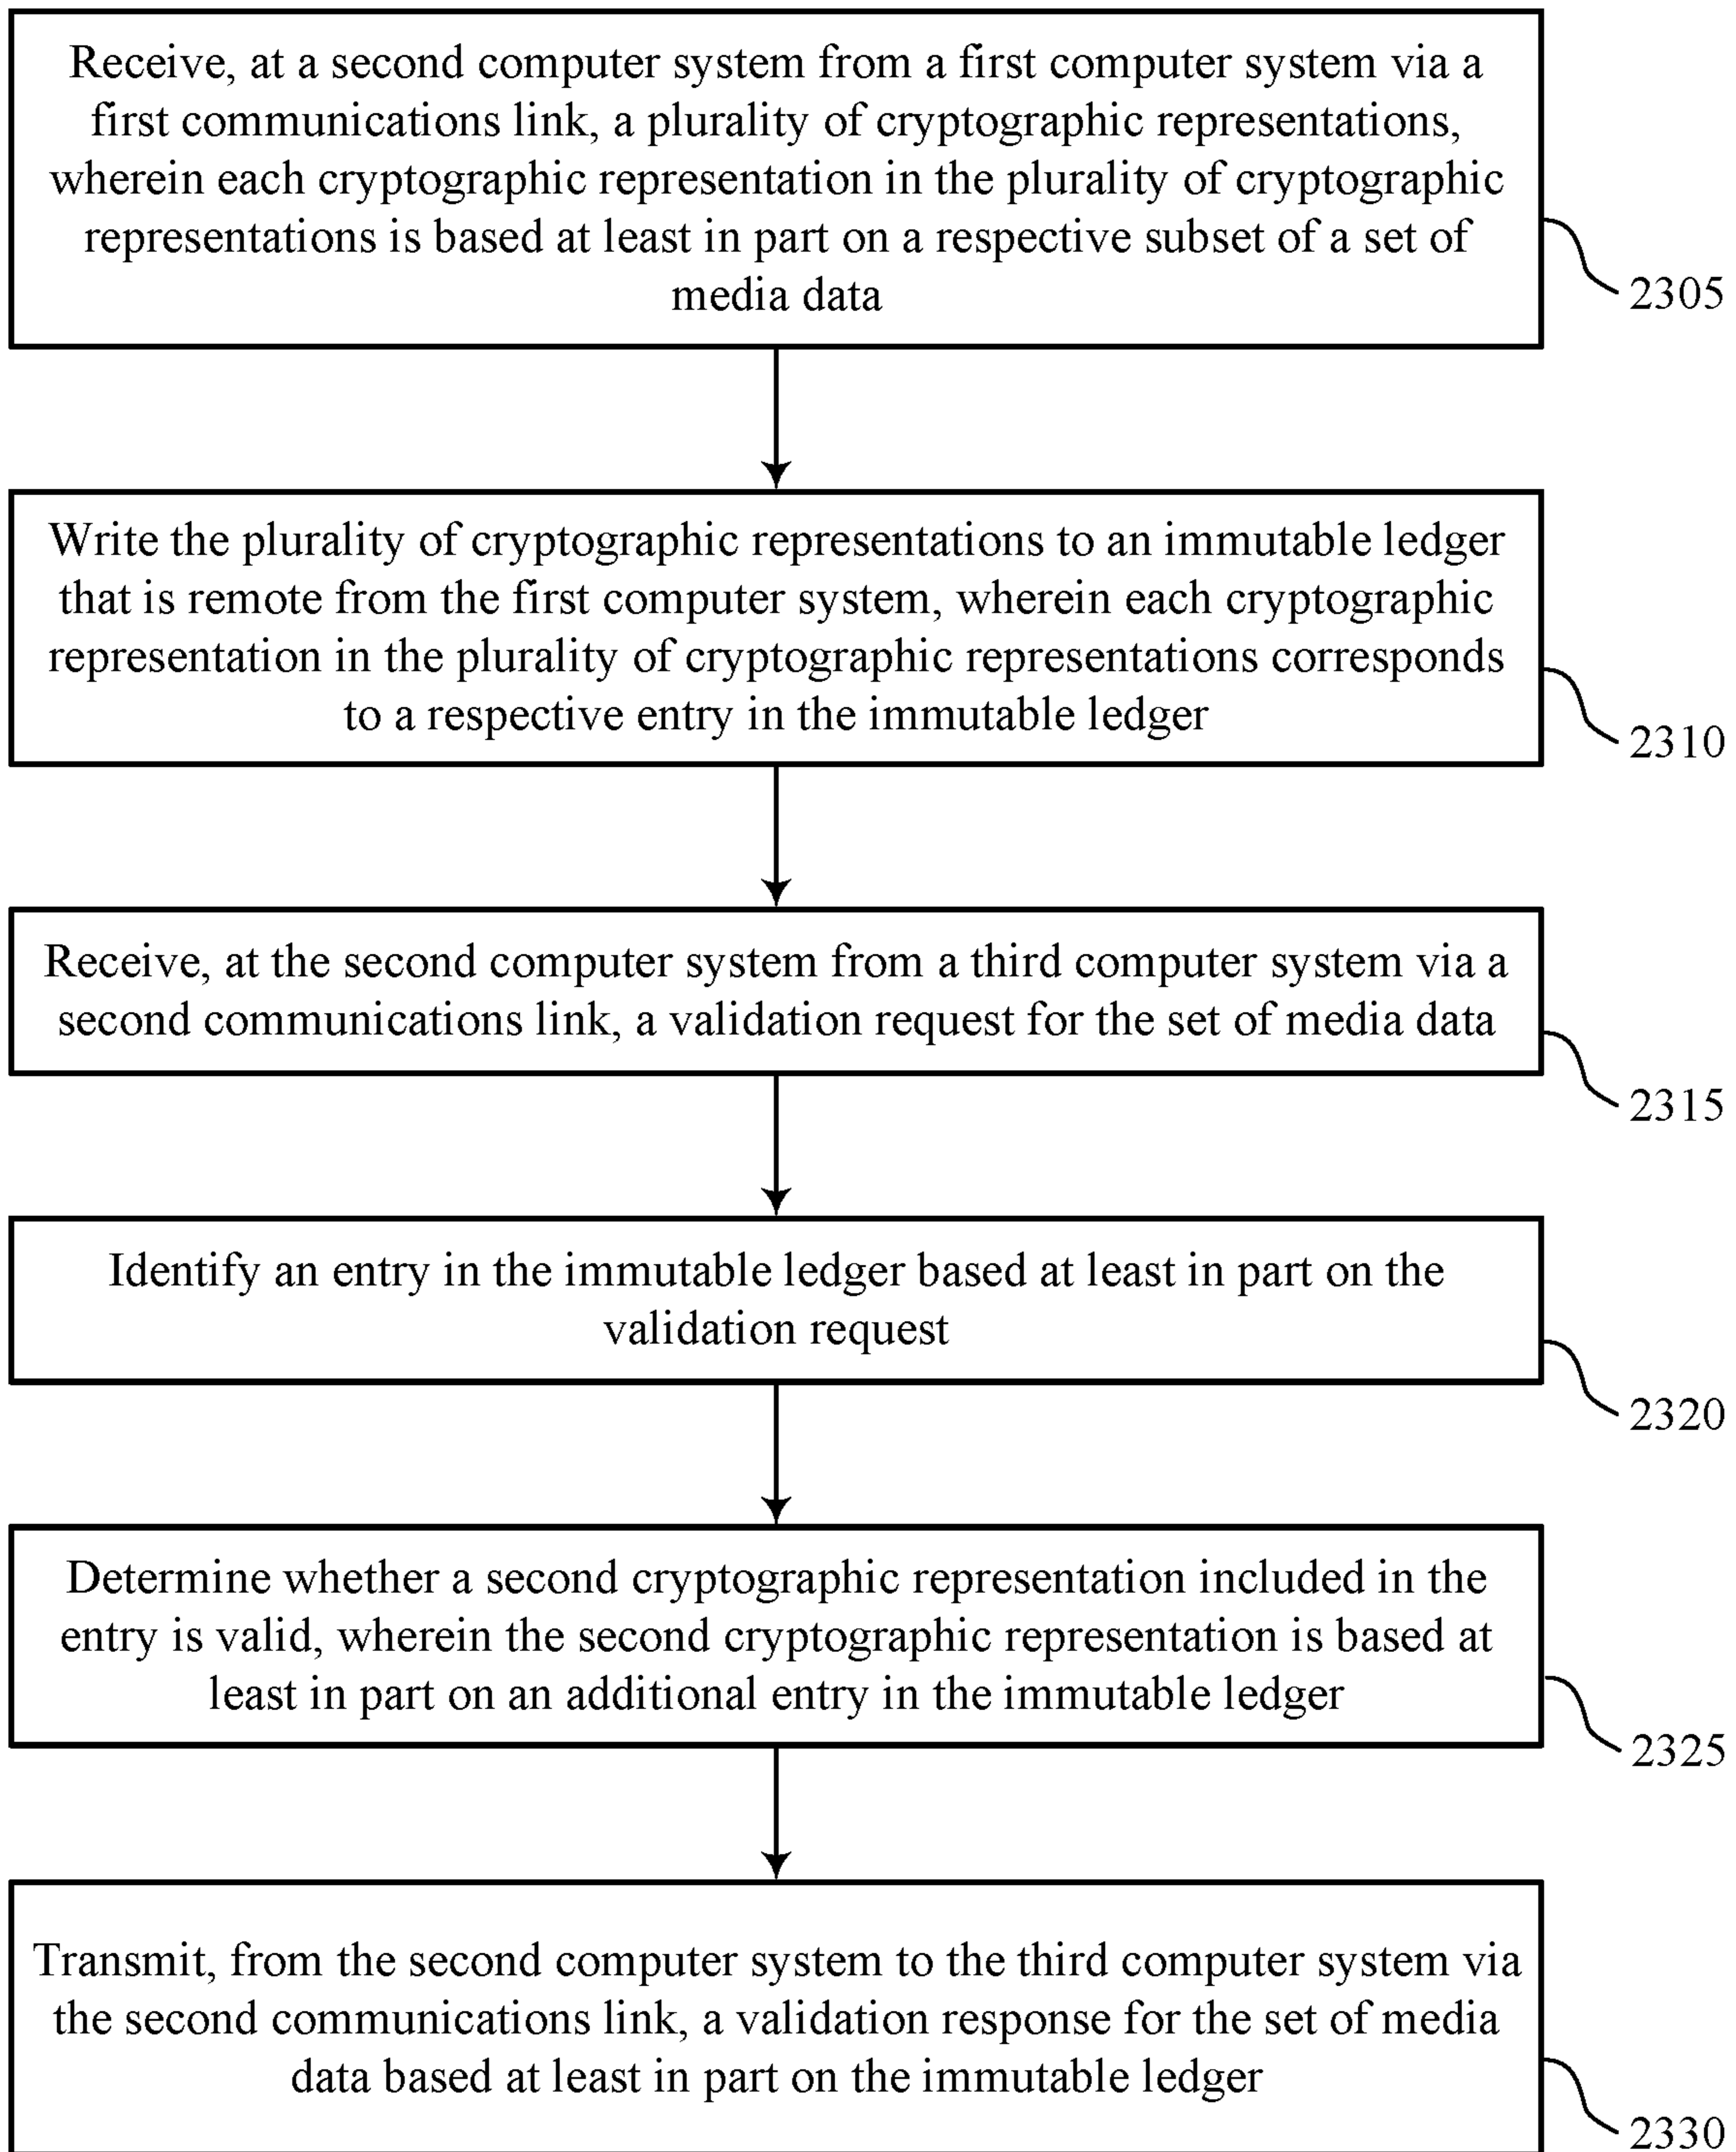 Receive, at a second computer system from a first computer system via a
first communications link, a plurality of cryptographic representations,
wherein each cryptographic representation in the plurality of cryptographic
representations is based at least in part on a respective subset of a set of
media data
2305
Write the plurality of cryptographic representations to an immutable ledger
that is remote from the first computer system, wherein each cryptographic
representation in the plurality of cryptographic representations corresponds
to a respective entry in the immutable ledger
2310
Receive, at the second computer system from a third computer system via a
second communications link, a validation request for the set of media data
2315
Identify an entry in the immutable ledger based at least in part on the
validation request
2320
Determine whether a second cryptographic representation included in the
entry is valid, wherein the second cryptographic representation is based at
least in part on an additional entry in the immutable ledger
2325
Transmit, from the second computer system to the third computer system via
the second communications link, a validation response for the set of media
data based at least in part on the immutable ledger
2330